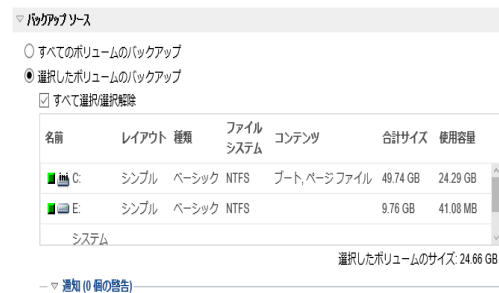 バックアップ ソース
すべてのボリュームのバックアップ
選択したボリュームのバックアップ
すべて選択/選択解除
名前 レイアウト 種類 ファイル システム コンテンツ 合計サイズ 使用容量
C: シンプル ベーシック NTFS ブート, ページ ファイル 49.74 GB 24.29 GB
E: シンプル ベーシック NTFS 9.76 GB 41.08 MB
システム
選択したボリュームのサイズ: 24.66 GB
通知 (0 個の警告)